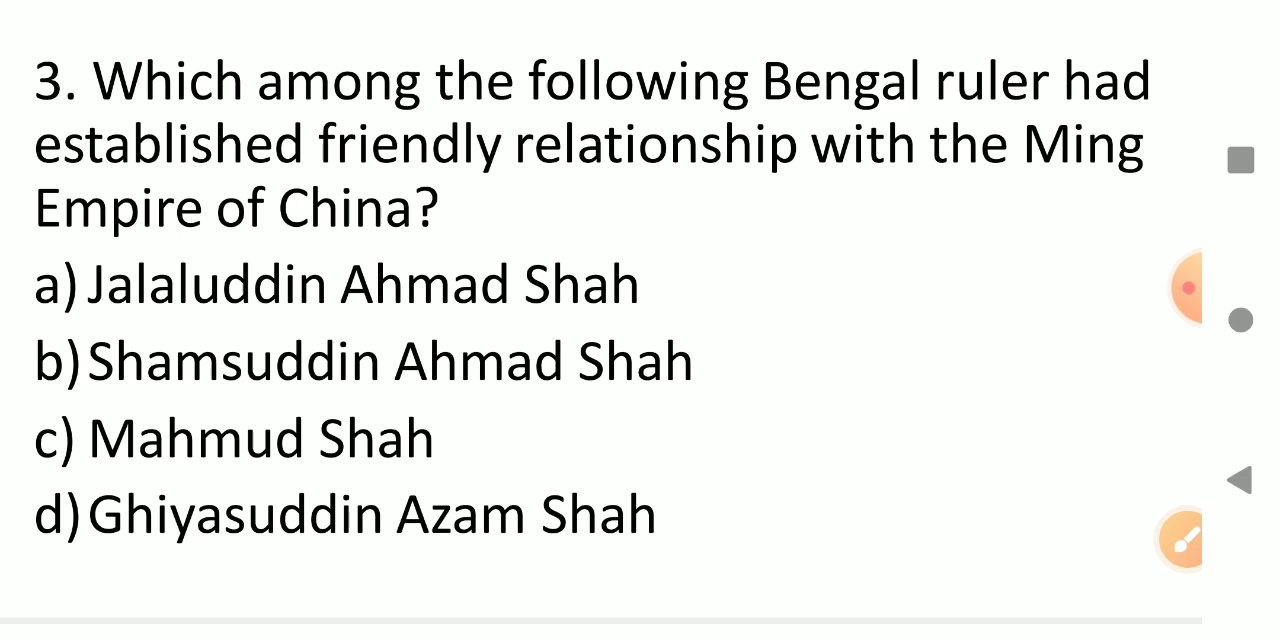 3. Which among the following Bengal ruler had
established friendly relationship with the Ming
Empire of China?
a) Jalaluddin Ahmad Shah
b) Shamsuddin Ahmad Shah
c) Mahmud Shah
d) Ghiyasuddin Azam Shah